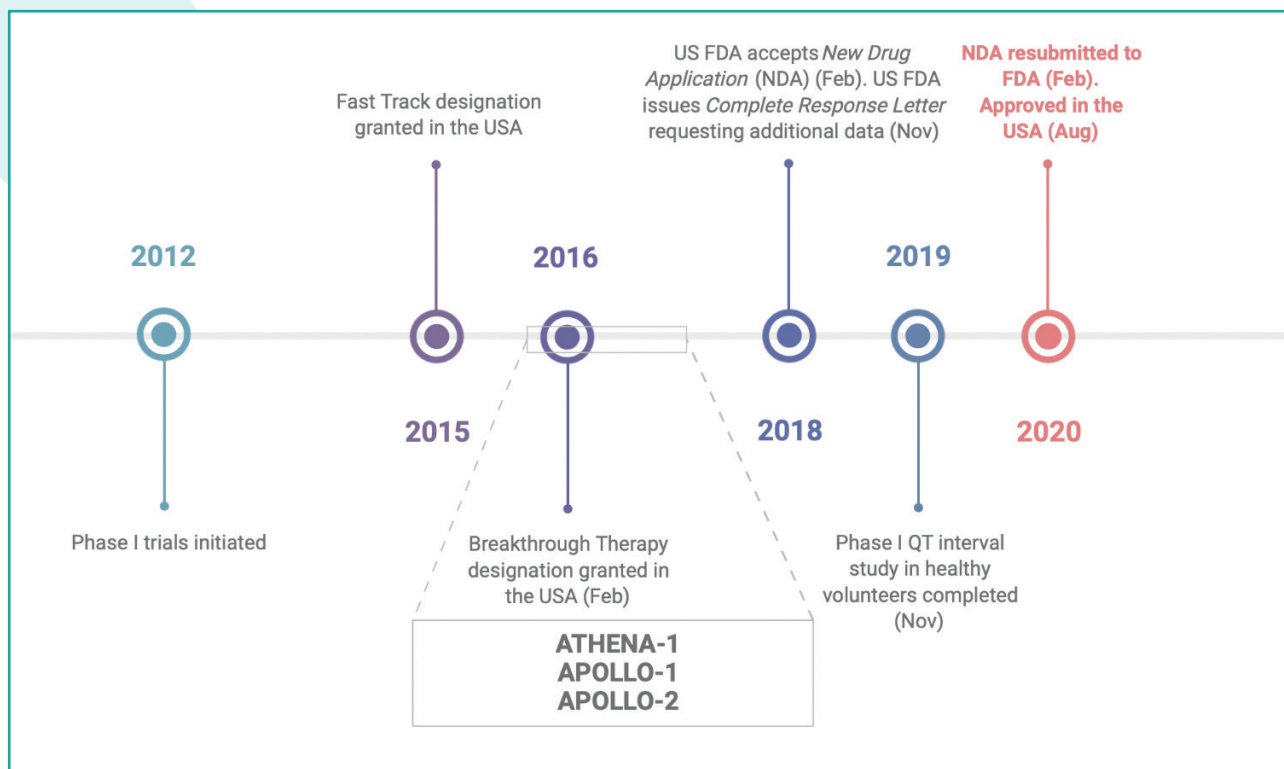 2012
Phase I trials initiated
Fast Track designation
granted in the USA
2015
2016
Breakthrough Therapy
designation granted in
the USA (Feb)
ATHENA-1
APOLLO-1
APOLLO-2
US FDA accepts New Drug
Application (NDA) (Feb). US FDA
issues Complete Response Letter
requesting additional data (Nov)
2018
2019
Phase I QT interval
study in healthy
volunteers completed
(Nov)
NDA resubmitted to
FDA (Feb).
Approved in the
USA (Aug)
2020